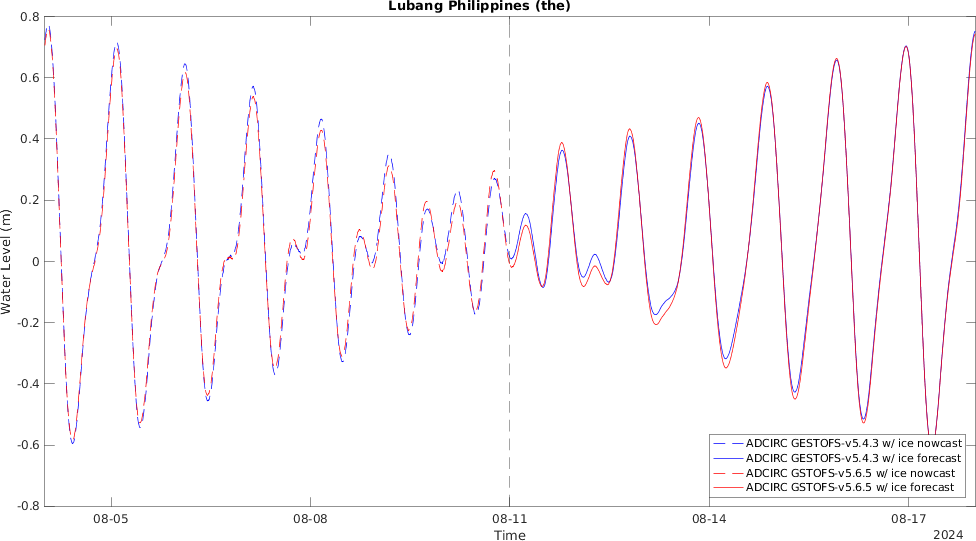 Lubang Philippines (the)
0.8
0.6
0.4
0.2
0
-0.2
-0.4
-0.6
-0.8
Water Level (m)
08-05
08-08
08-11
08-14
08-17
Time
2024
ADCIRC GESTOFS-v5.4.3 w/ ice nowcast
ADCIRC GESTOFS-v5.4.3 w/ ice forecast
ADCIRC GSTOFS-v5.6.5 w/ ice nowcast
ADCIRC GSTOFS-v5.6.5 w/ ice forecast